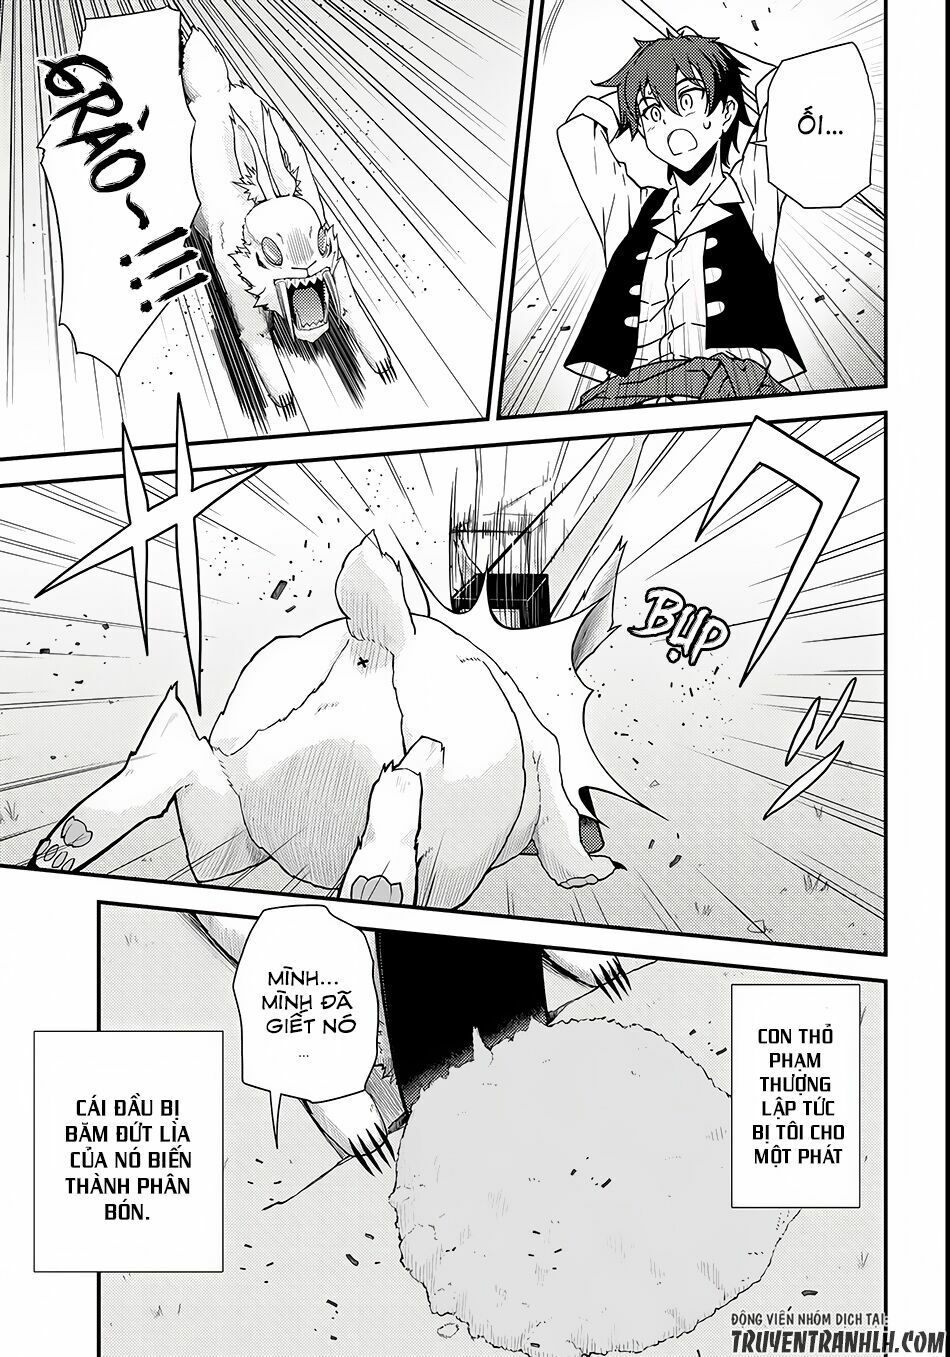 ỐI...
GRÀO~!!!
BỤP
CON THỎ
PHẠM
THƯỢNG
LẬP TỨC
BỊ TÔI CHO
MỘT PHÁT
MÌNH...
MÌNH ĐÃ
GIẾT NÓ
...
CÁI ĐẦU BỊ
BĂM ĐỨT LÌA
CỦA NÓ BIẾN
THÀNH PHÂN
BÓN.
ĐỘNG VIÊN NHÓM DỊCH TẠI:
TRUYENTRANHLH.COM